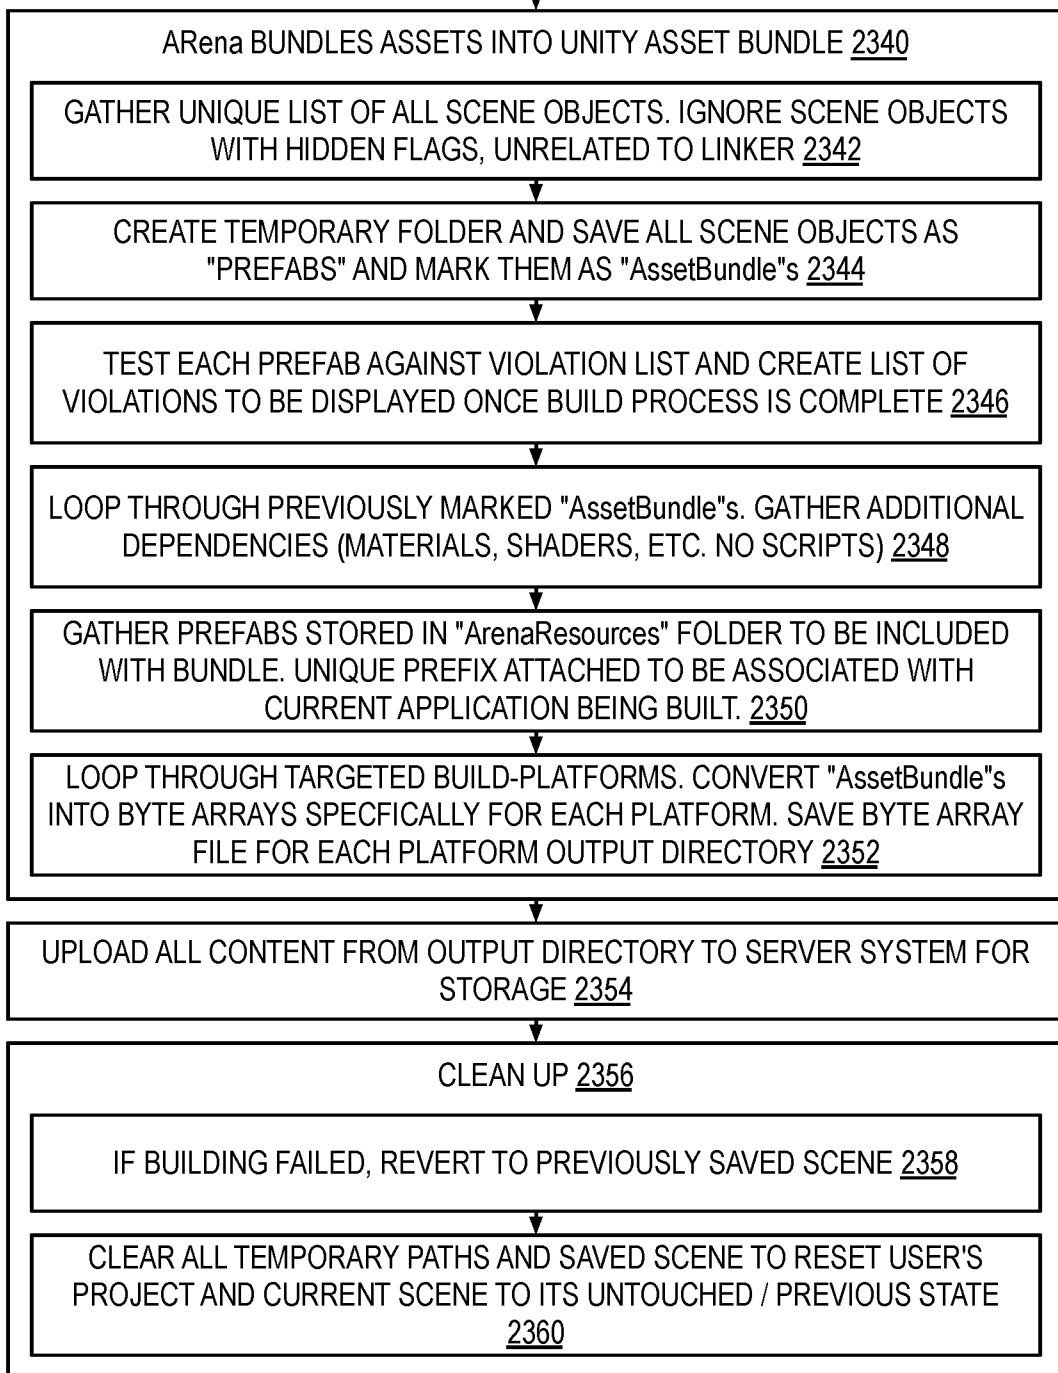 ARena BUNDLES ASSETS INTO UNITY ASSET BUNDLE 2340
GATHER UNIQUE LIST OF ALL SCENE OBJECTS. IGNORE SCENE OBJECTS
WITH HIDDEN FLAGS, UNRELATED TO LINKER 2342
CREATE TEMPORARY FOLDER AND SAVE ALL SCENE OBJECTS AS
"PREFABS" AND MARK THEM AS "AssetBundle"s 2344
TEST EACH PREFAB AGAINST VIOLATION LIST AND CREATE LIST OF
VIOLATIONS TO BE DISPLAYED ONCE BUILD PROCESS IS COMPLETE 2346
LOOP THROUGH PREVIOUSLY MARKED "AssetBundle"s. GATHER ADDITIONAL
DEPENDENCIES (MATERIALS, SHADERS, ETC. NO SCRIPTS) 2348
GATHER PREFABS STORED IN "ArenaResources" FOLDER TO BE INCLUDED
WITH BUNDLE. UNIQUE PREFIX ATTACHED TO BE ASSOCIATED WITH
CURRENT APPLICATION BEING BUILT. 2350
LOOP THROUGH TARGETED BUILD-PLATFORMS. CONVERT "AssetBundle"s
INTO BYTE ARRAYS SPECFICALLY FOR EACH PLATFORM. SAVE BYTE ARRAY
FILE FOR EACH PLATFORM OUTPUT DIRECTORY 2352
UPLOAD ALL CONTENT FROM OUTPUT DIRECTORY TO SERVER SYSTEM FOR
STORAGE 2354
CLEAN UP 2356
IF BUILDING FAILED, REVERT TO PREVIOUSLY SAVED SCENE 2358
CLEAR ALL TEMPORARY PATHS AND SAVED SCENE TO RESET USER'S
PROJECT AND CURRENT SCENE TO ITS UNTOUCHED / PREVIOUS STATE
2360